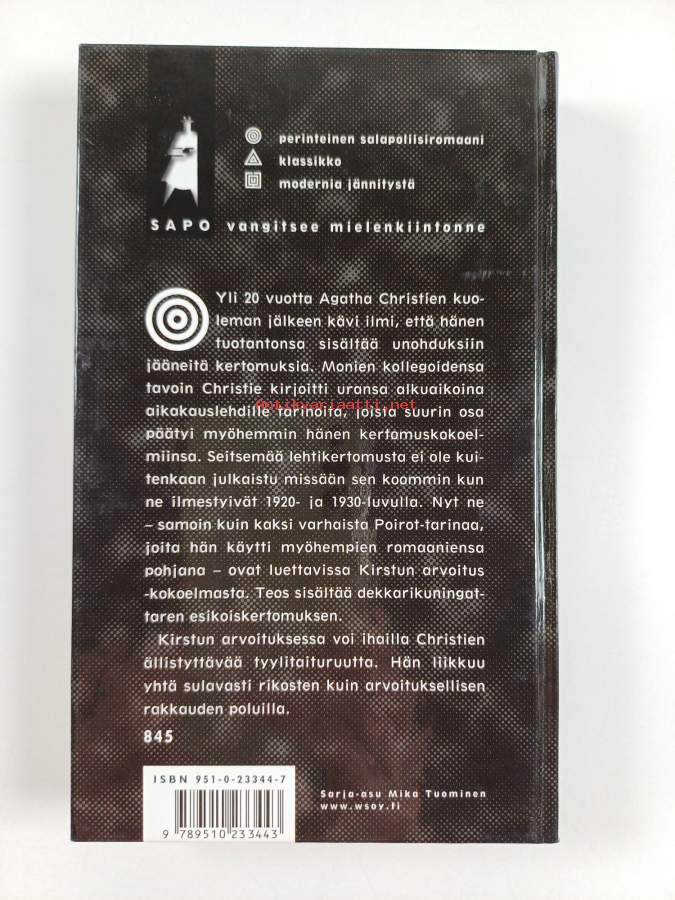 perinteinen salapoliisiromaani
klassikko
modernia jännitystä
SAPO vangitsee mielenkiintonne
Yli 20 vuotta Agatha Christien kuo-
leman jälkeen kävi ilmi, että hänen
tuotantonsa sisältää unohduksiin
jääneitä kertomuksia. Monien kollegoidensa
tavoin Christie kirjoitti uransa alkuaikoina
Antikvariaatti.net
aikakauslehdille tarinoita, joista suurin osa
päätyi myöhemmin hänen kertomuskokoel-
miinsa. Seitsemää lehtikertomusta ei ole kui-
tenkaan julkaistu missään sen koommin kun
ne ilmestyivät 1920- ja 1930-luvulla. Nyt ne
– samoin kuin kaksi varhaista Poirot-tarinaa,
joita hän käytti myöhempien romaaniensa
pohjana – ovat luettavissa Kirstun arvoitus
-kokoelmasta. Teos sisältää dekkarikuningat-
taren esikoiskertomuksen.
Kirstun arvoituksessa voi ihailla Christien
ällistyttävää tyylitaituruutta. Hän liikkuu
yhtä sulavasti rikosten kuin arvoituksellisen
rakkauden poluilla.
845
ISBN 951-0-23344-7
9 789510 233443
Sarja-asu Mika Tuominen
www.wsoy.fi